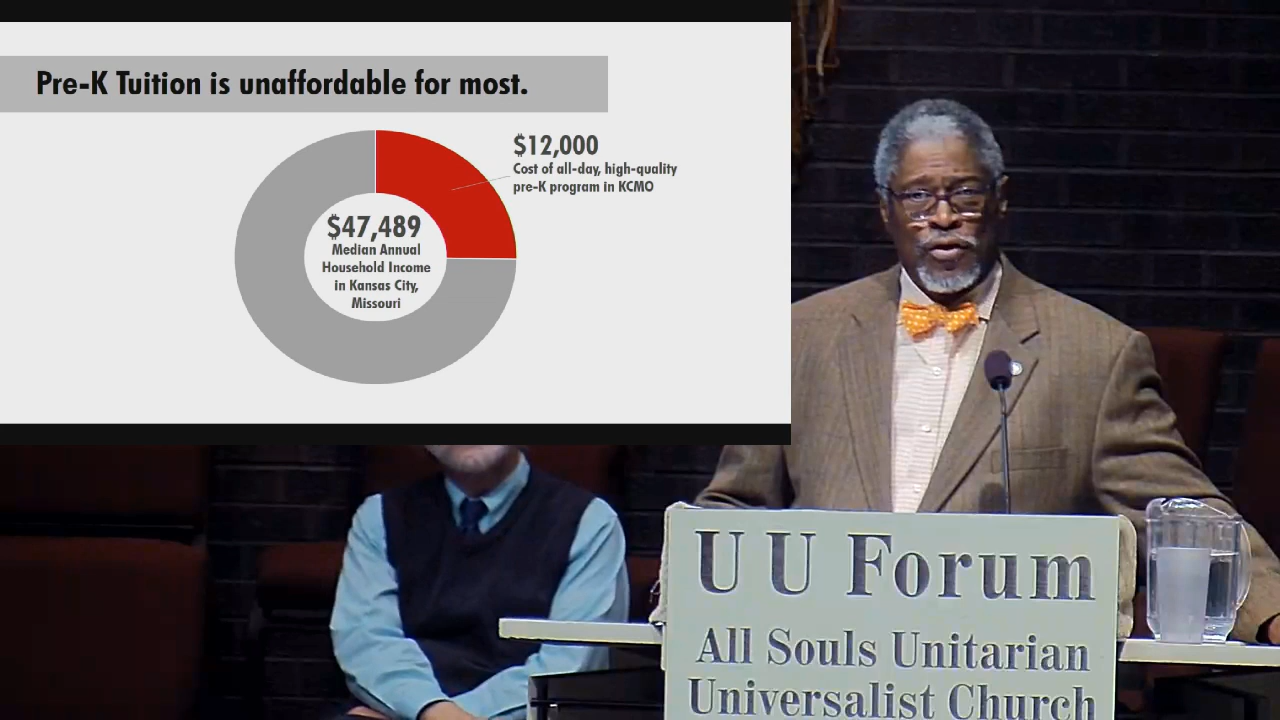 Pre-K Tuition is unaffordable for most.
$12,000
Cost of all-day, high-quality
pre-K program in KCMO
$47,489
Median Annual
Household Income
in Kansas City,
Missouri
U U Forum
All Souls Unitarian
Universalist Church